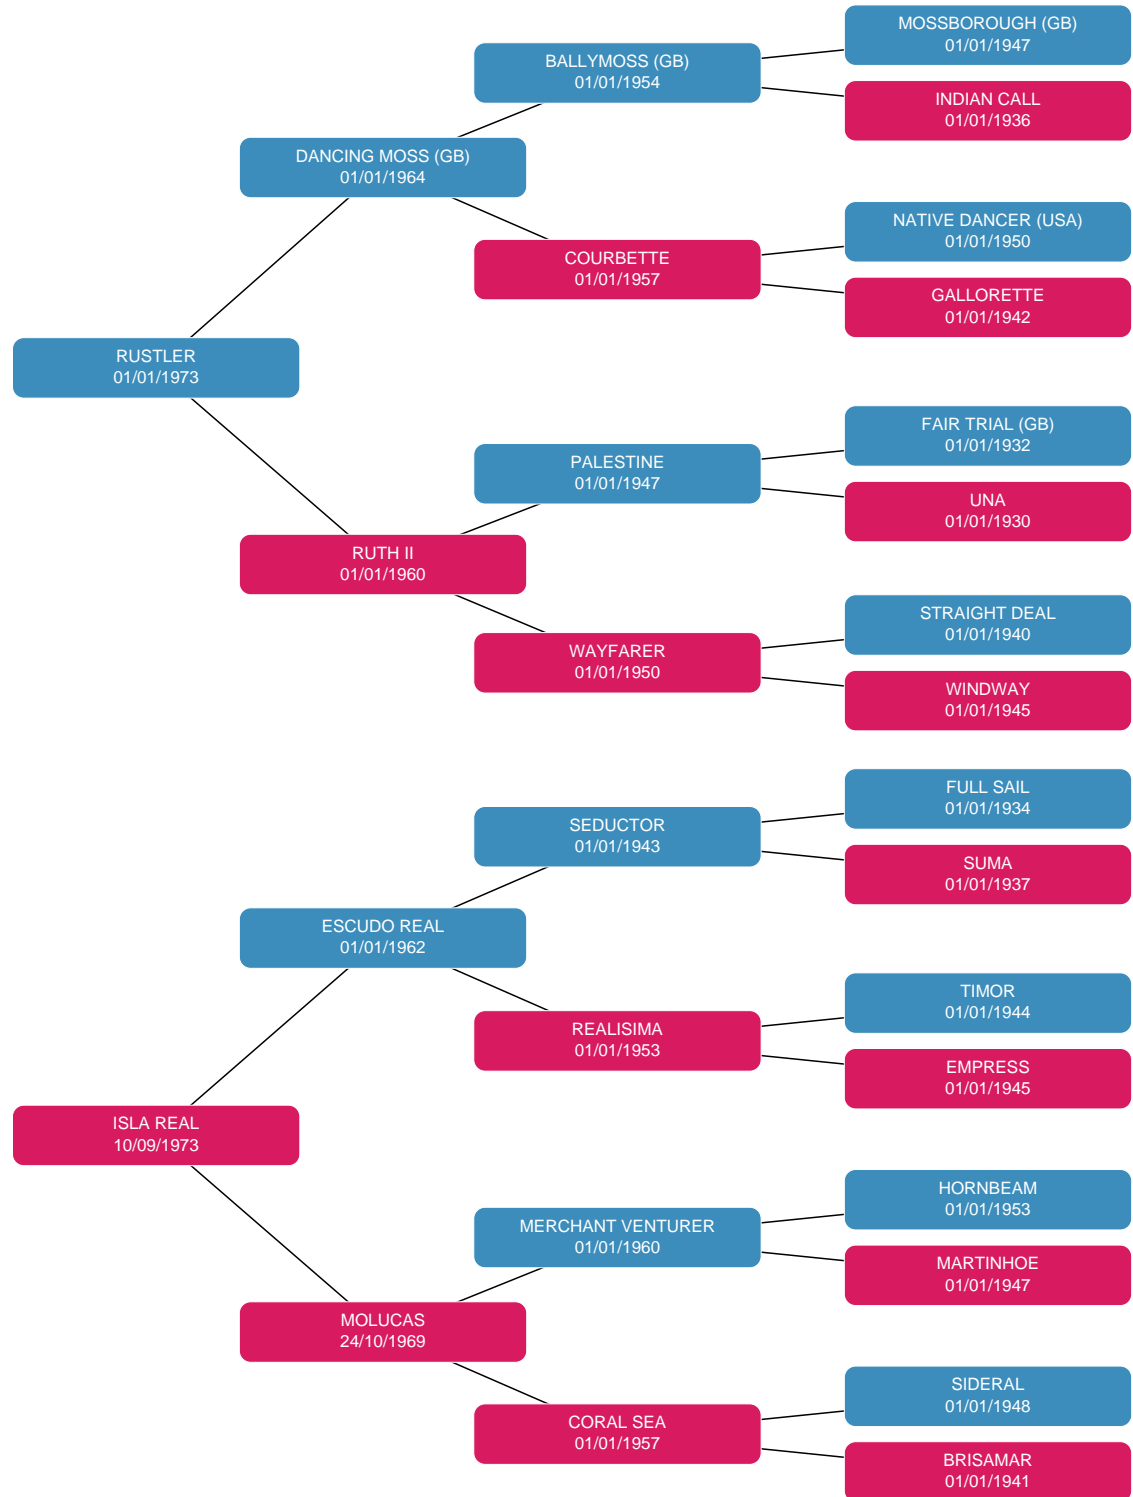 MOSSBOROUGH (GB)
01/01/1947
BALLYMOSS (GB)
01/01/1954
INDIAN CALL
01/01/1936
DANCING MOSS (GB)
01/01/1964
NATIVE DANCER (USA)
01/01/1950
COURBETTE
01/01/1957
GALLORETTE
01/01/1942
RUSTLER
01/01/1973
FAIR TRIAL (GB)
01/01/1932
PALESTINE
01/01/1947
UNA
01/01/1930
RUTH II
01/01/1960
STRAIGHT DEAL
01/01/1940
WAYFARER
01/01/1950
WINDWAY
01/01/1945
FULL SAIL
01/01/1934
SEDUCTOR
01/01/1943
SUMA
01/01/1937
ESCUDO REAL
01/01/1962
TIMOR
01/01/1944
REALISIMA
01/01/1953
EMPRESS
01/01/1945
ISLA REAL
10/09/1973
HORNBEAM
01/01/1953
MERCHANT VENTURER
01/01/1960
MARTINHOE
01/01/1947
MOLUCAS
24/10/1969
SIDERAL
01/01/1948
CORAL SEA
01/01/1957
BRISAMAR
01/01/1941